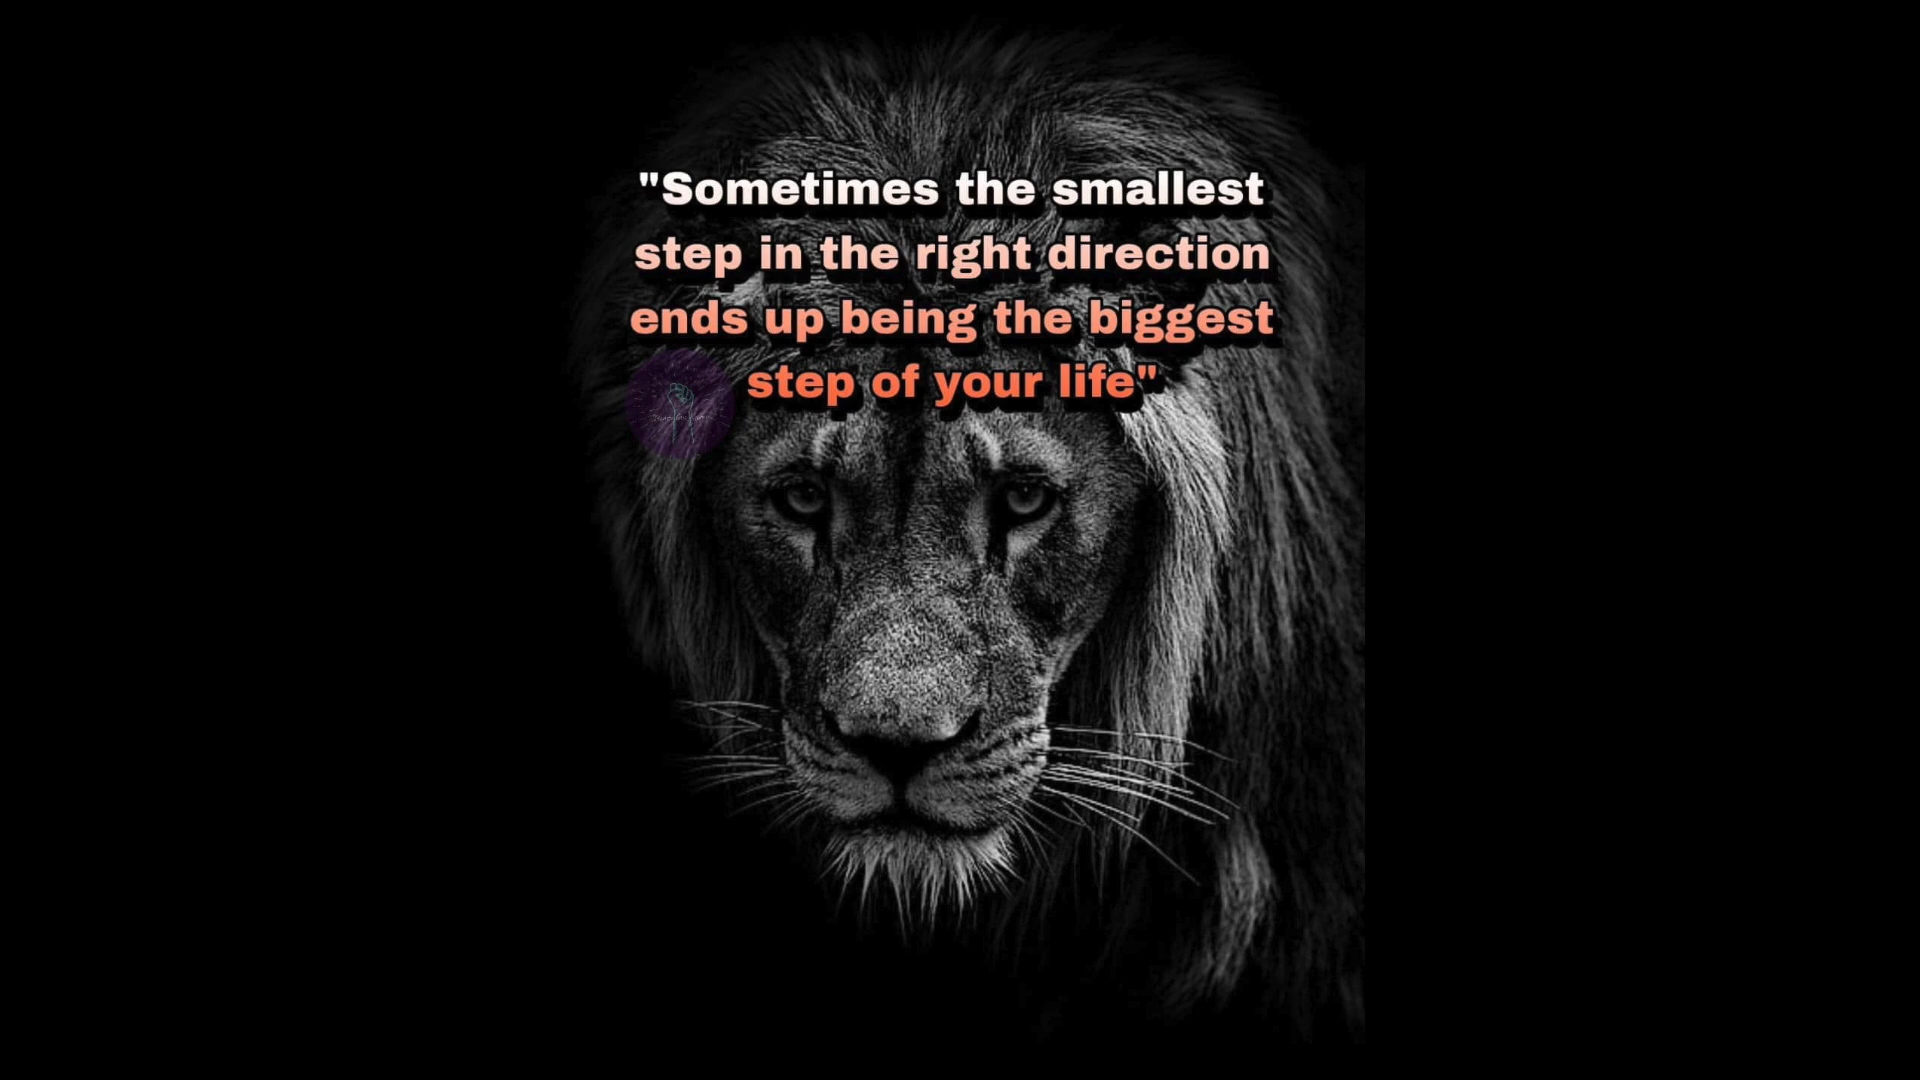 "Sometimes the smallest
step in the right direction
ends up being the biggest
step of your life"